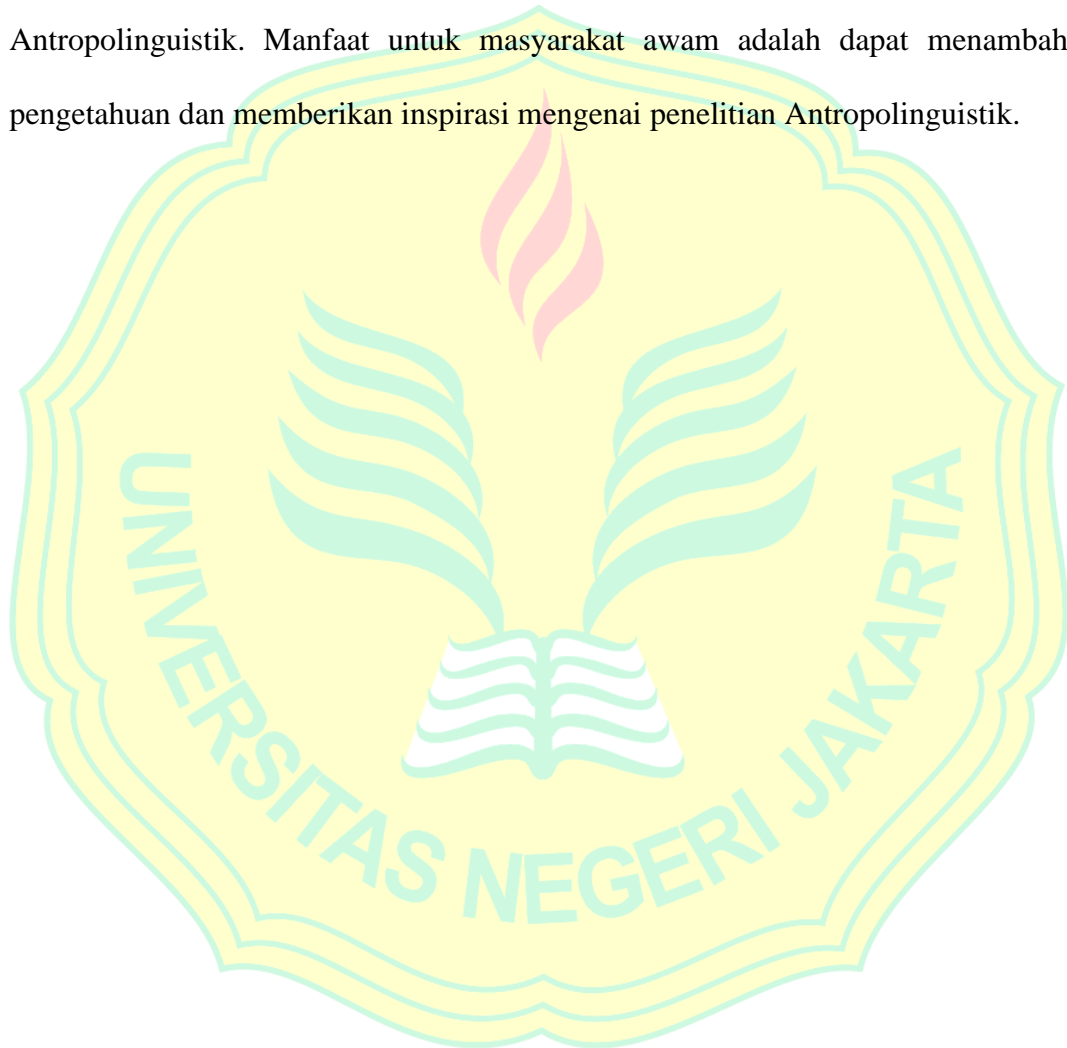 Antropolinguistik. Manfaat untuk masyarakat awam adalah dapat menambah
pengetahuan dan memberikan inspirasi mengenai penelitian Antropolinguistik.
UNIVERSITAS NEGERI JAKARTA